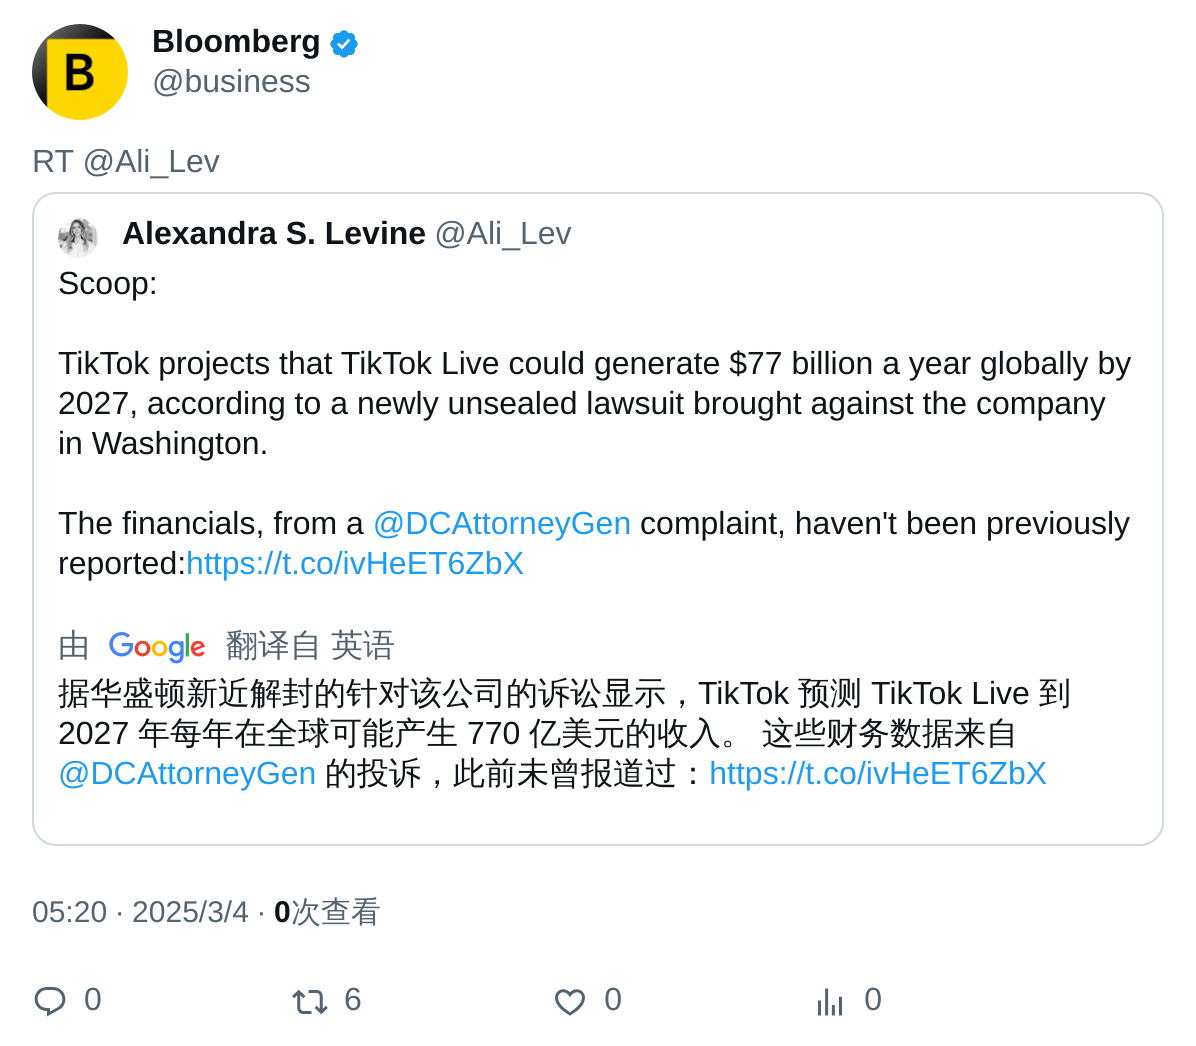 B
Bloomberg
@business
RT @Ali_Lev
Alexandra S. Levine @Ali_Lev
Scoop:
TikTok projects that TikTok Live could generate $77 billion a year globally by
2027, according to a newly unsealed lawsuit brought against the company
in Washington.
The financials, from a @DCAttorneyGen complaint, haven't been previously
reported:https://t.co/ivHeET6ZbX
由 Google 翻译自 英语
据华盛顿新近解封的针对该公司的诉讼显示，TikTok 预测 TikTok Live 到
2027 年每年在全球可能产生 770 亿美元的收入。 这些财务数据来自
@DCAttorneyGen 的投诉，此前未曾报道过：https://t.co/ivHeET6ZbX
05:20 · 2025/3/4 · 0次查看
0 6 0 0